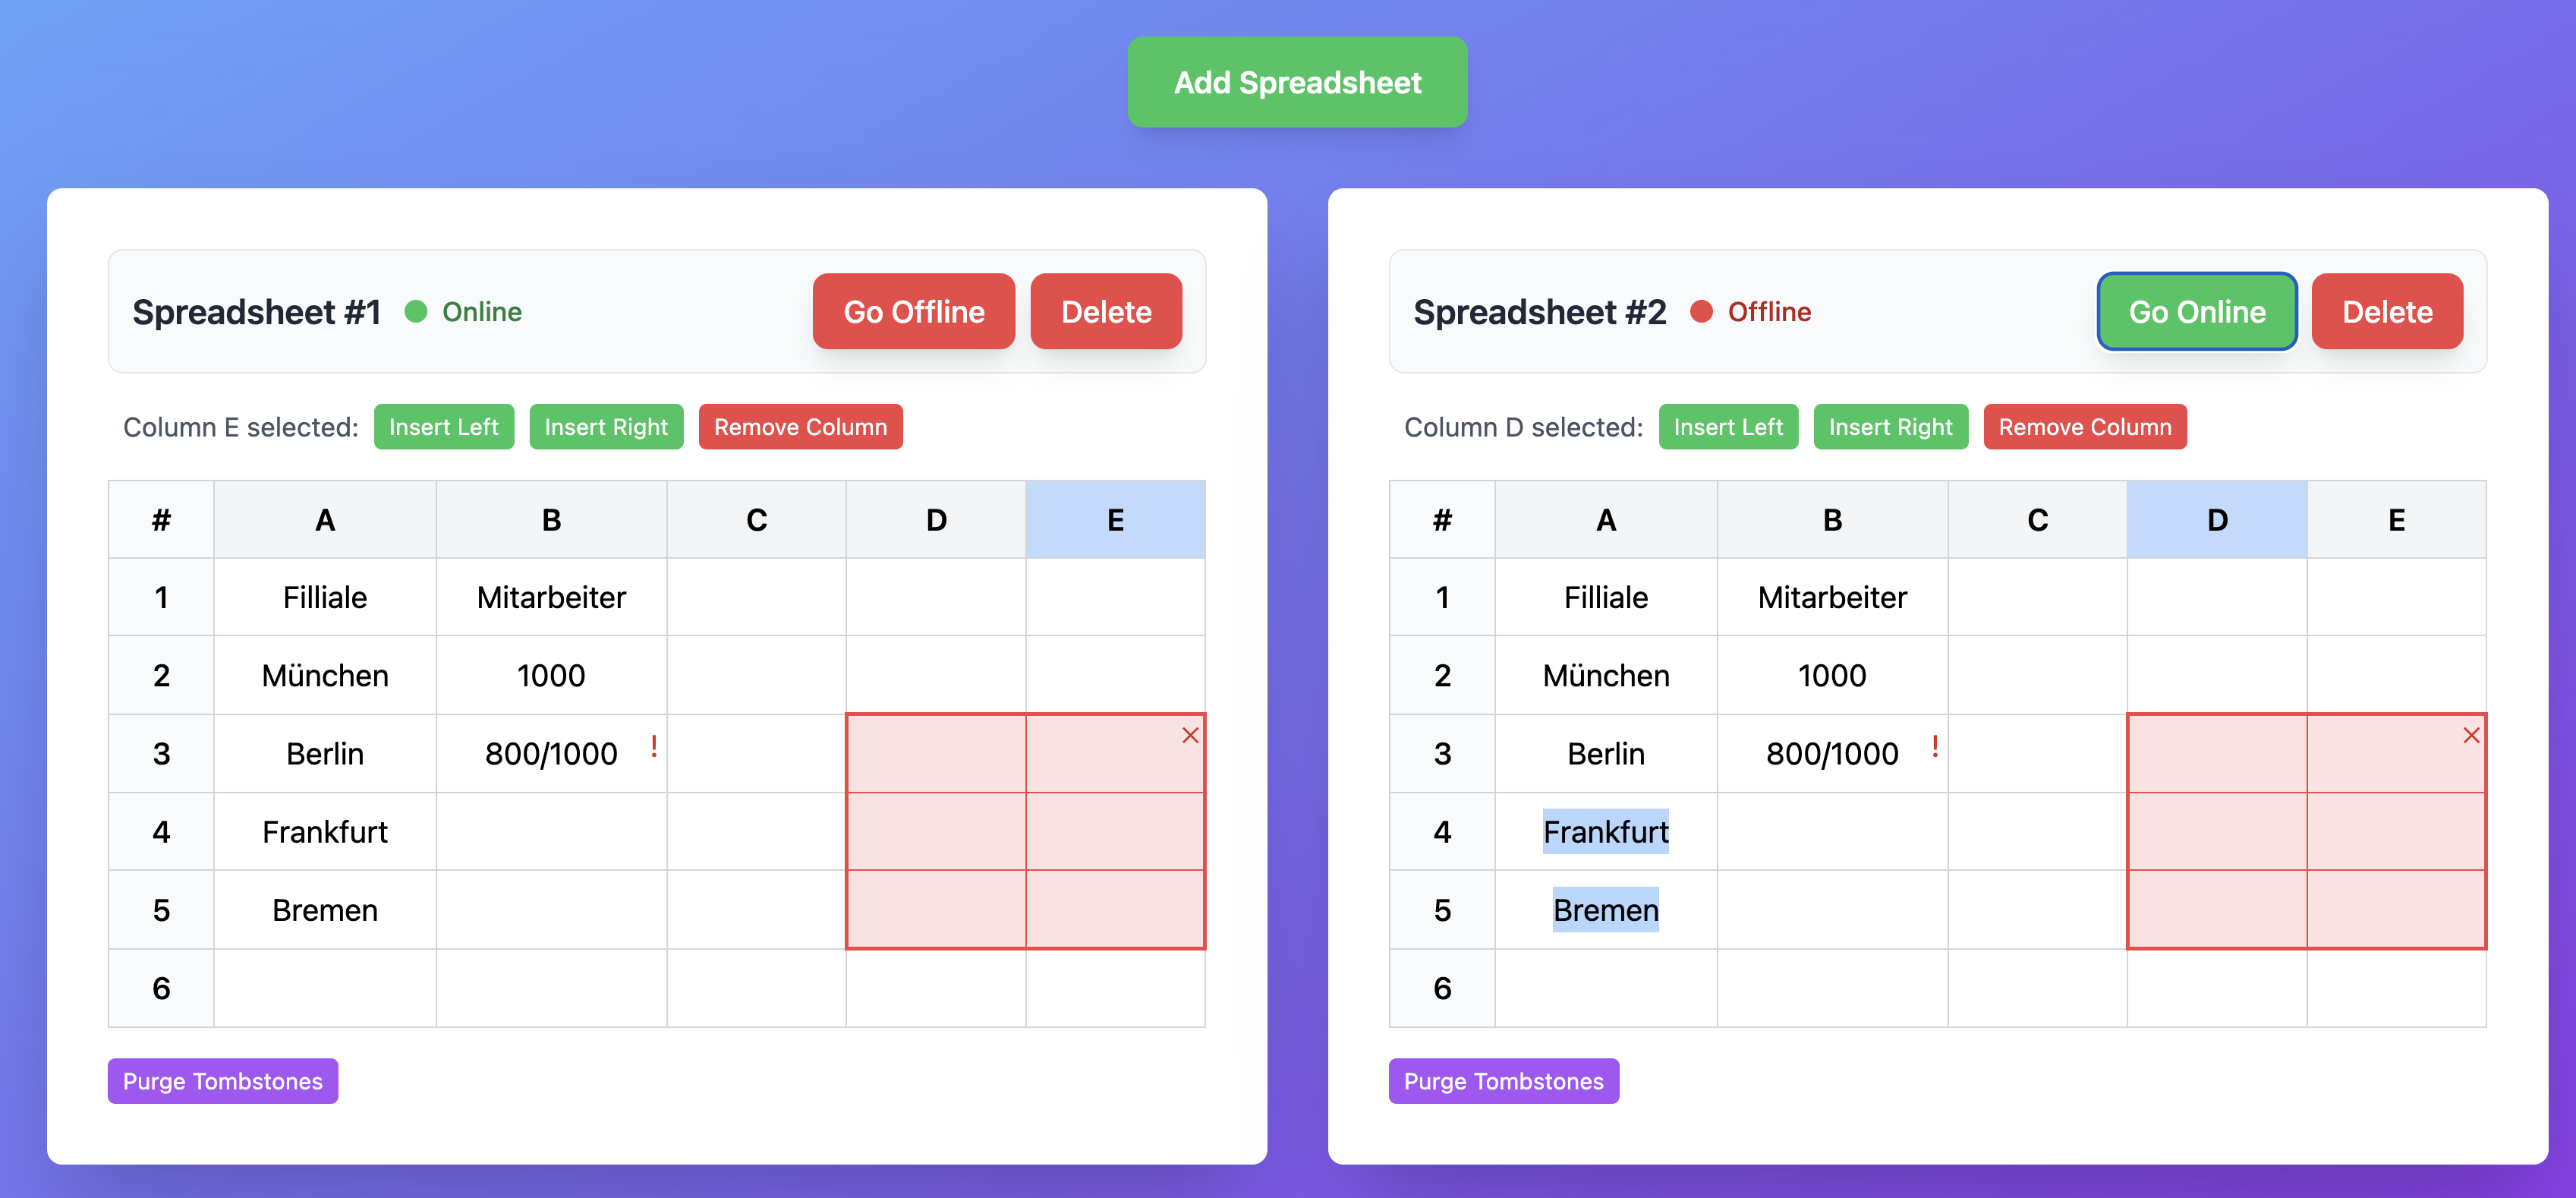 Add Spreadsheet
Spreadsheet #1 Online Go Offline Delete
Column E selected: Insert Left Insert Right Remove Column
# A B C D E
1 Filliale Mitarbeiter
2 München 1000
3 Berlin 800/1000 !
4 Frankfurt
5 Bremen
6
Purge Tombstones
Spreadsheet #2 Offline Go Online Delete
Column D selected: Insert Left Insert Right Remove Column
# A B C D E
1 Filliale Mitarbeiter
2 München 1000
3 Berlin 800/1000 !
4 Frankfurt
5 Bremen
6
Purge Tombstones